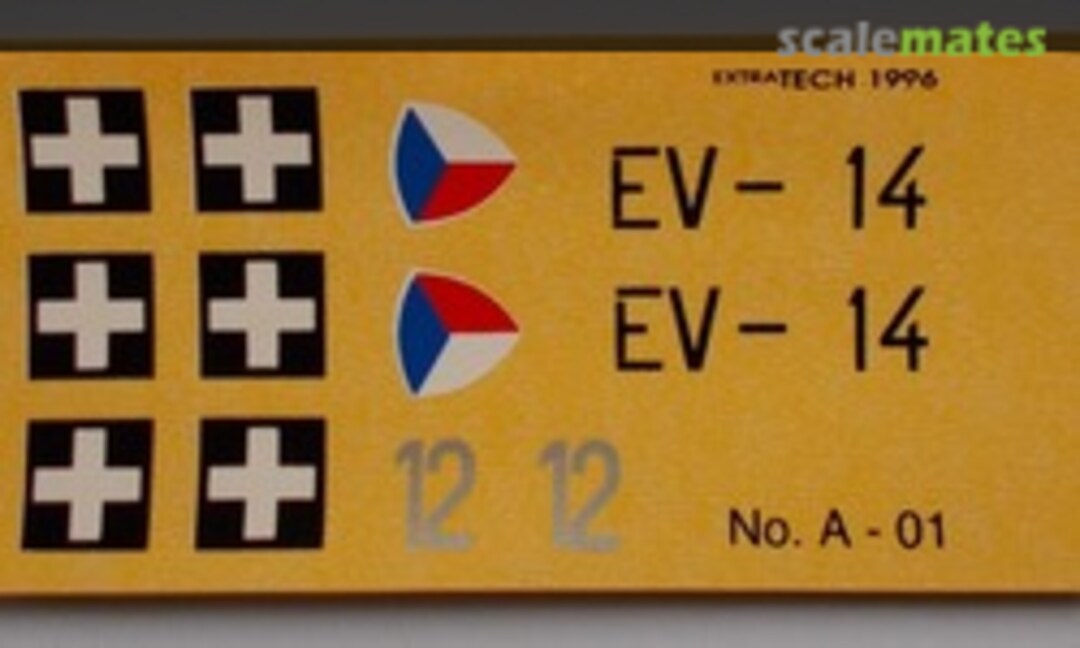 scalemates
EXTRATECH 1996
EV- 14
EV- 14
12 12
No. A - 01